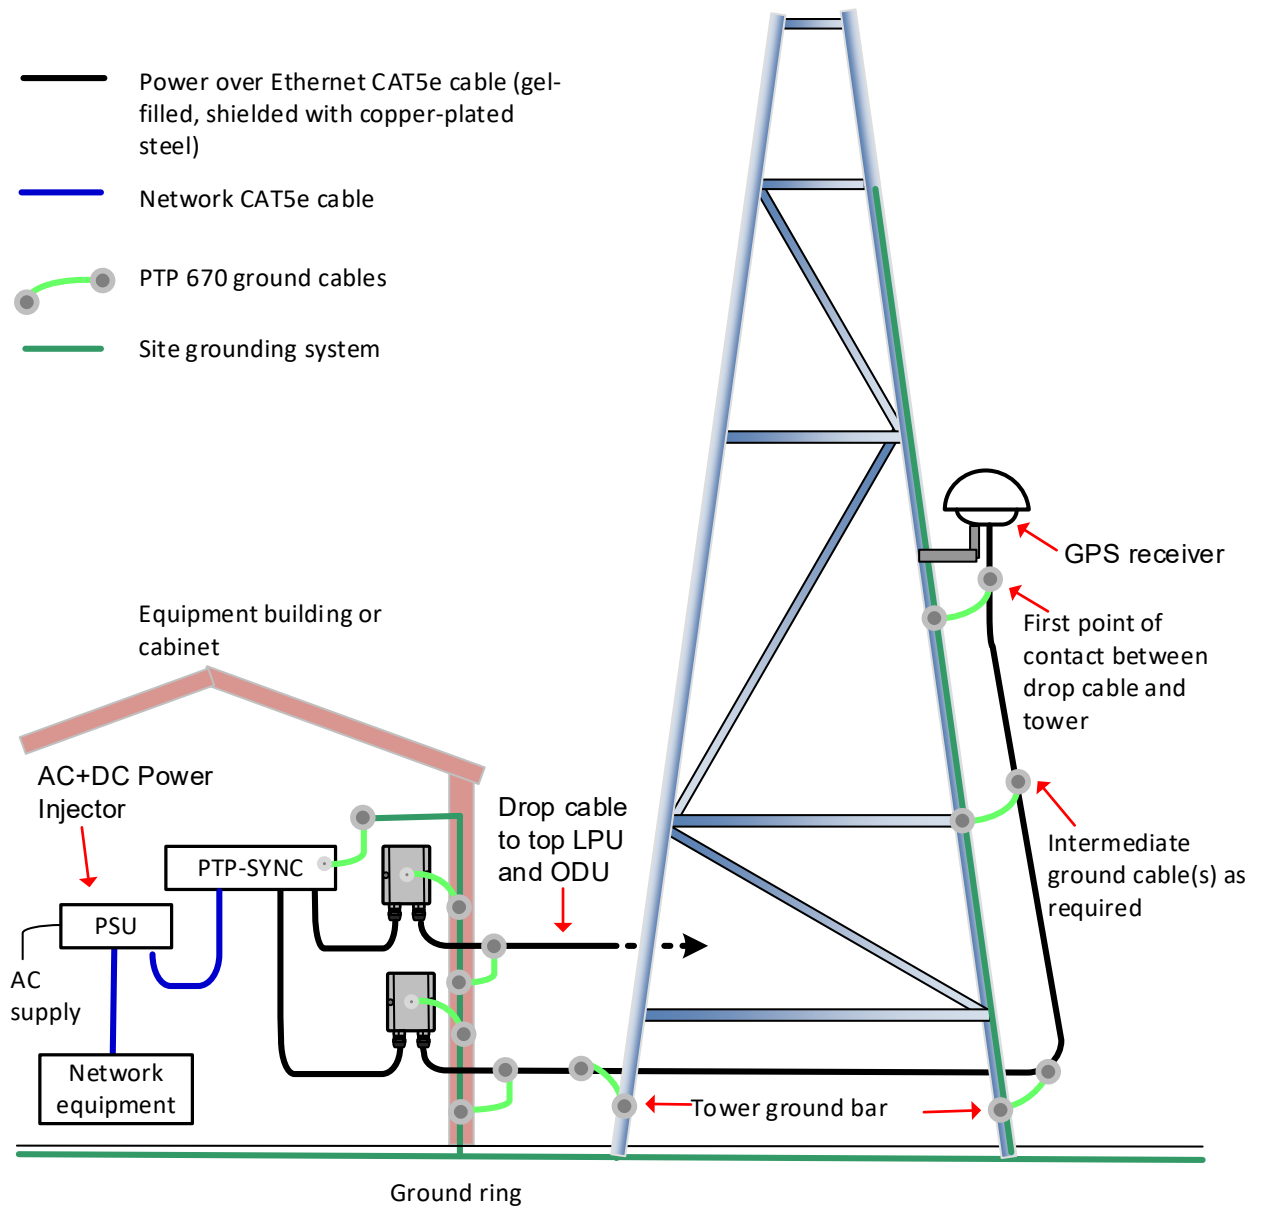 Power over Ethernet CAT5e cable (gel-
filled, shielded with copper-plated
steel)
Network CAT5e cable
PTP 670 ground cables
Site grounding system
GPS receiver
First point of
contact between
drop cable and
tower
Equipment building or
cabinet
AC+DC Power
Injector
Drop cable
to top LPU
and ODU
Intermediate
ground cable(s) as
required
PTP-SYNC
PSU
AC
supply
Network
equipment
Tower ground bar
Ground ring